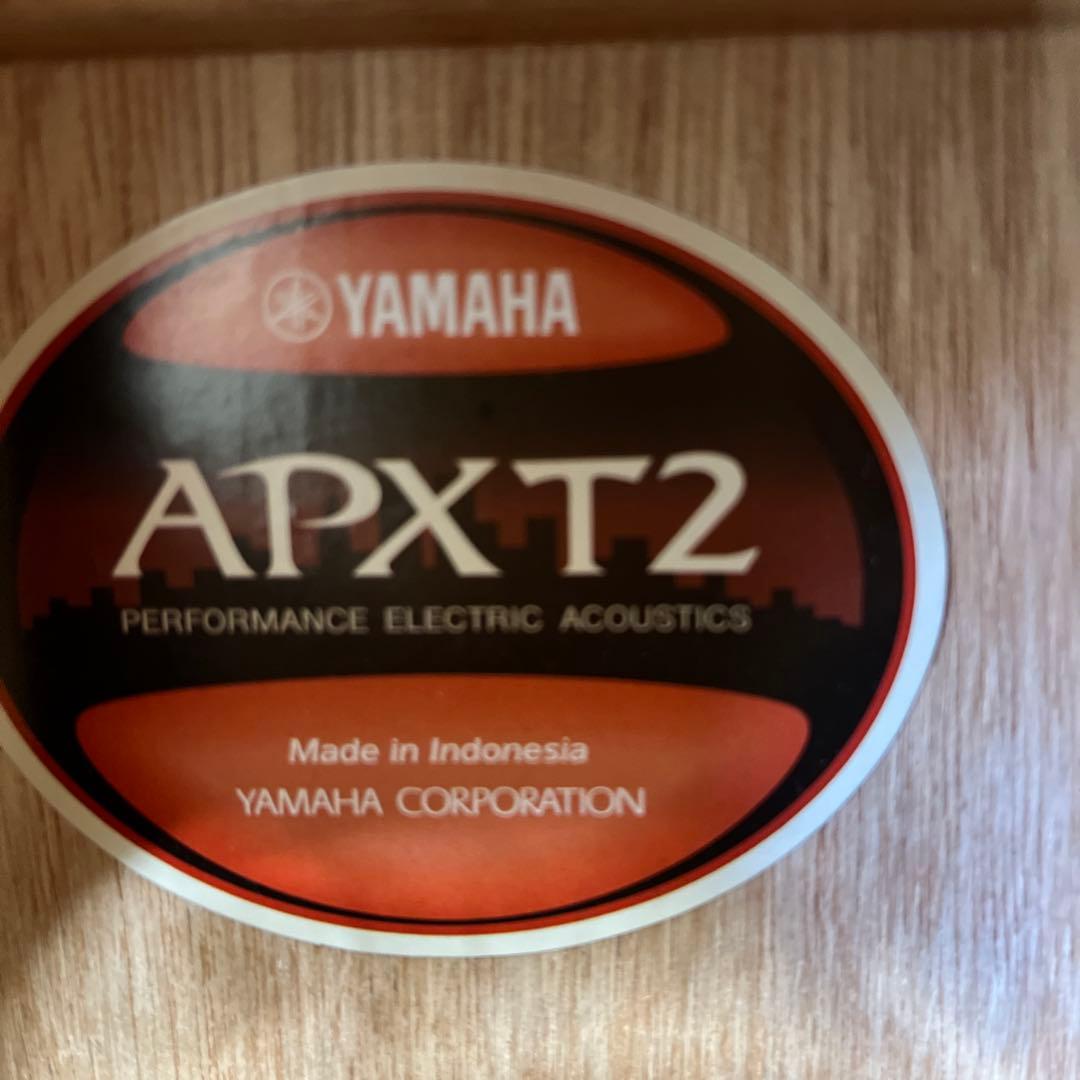 YAMAHA
APXT2
PERFORMANCE ELECTRIC ACOUSTICS
Made in Indonesia
YAMAHA CORPORATION